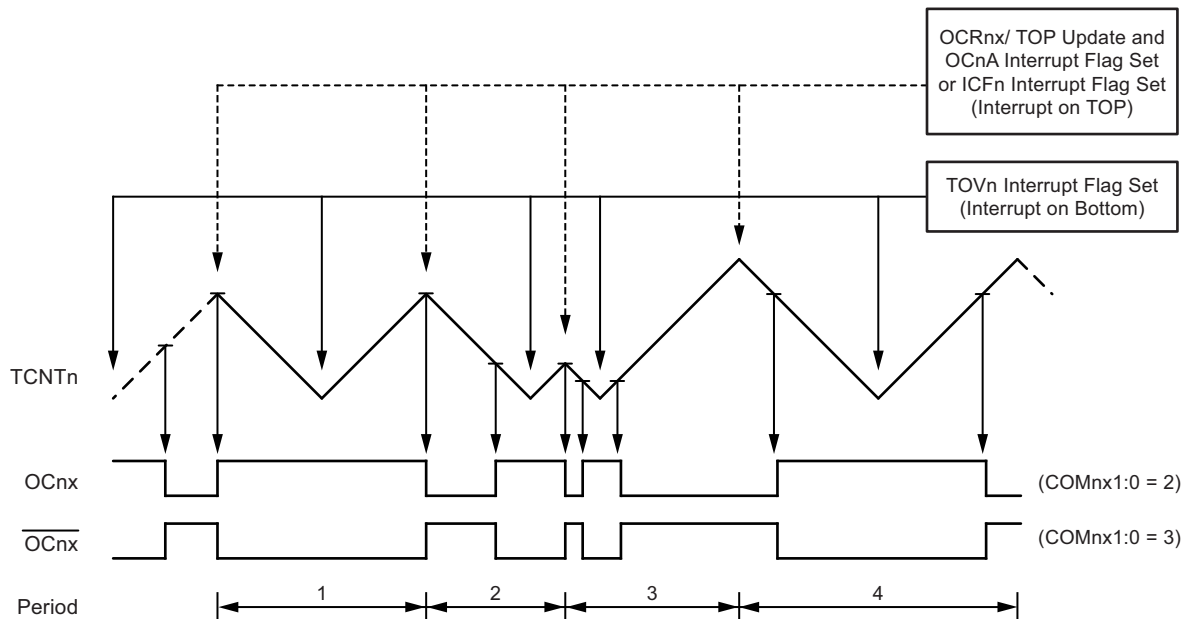 OCRnx/ TOP Update and
OCnA Interrupt Flag Set
or ICFn Interrupt Flag Set
(Interrupt on TOP)
TOVn Interrupt Flag Set
(Interrupt on Bottom)
TCNTn
OCnx
(COMnx1:0 = 2)
OCnx
(COMnx1:0 = 3)
Period
1
2
3
4